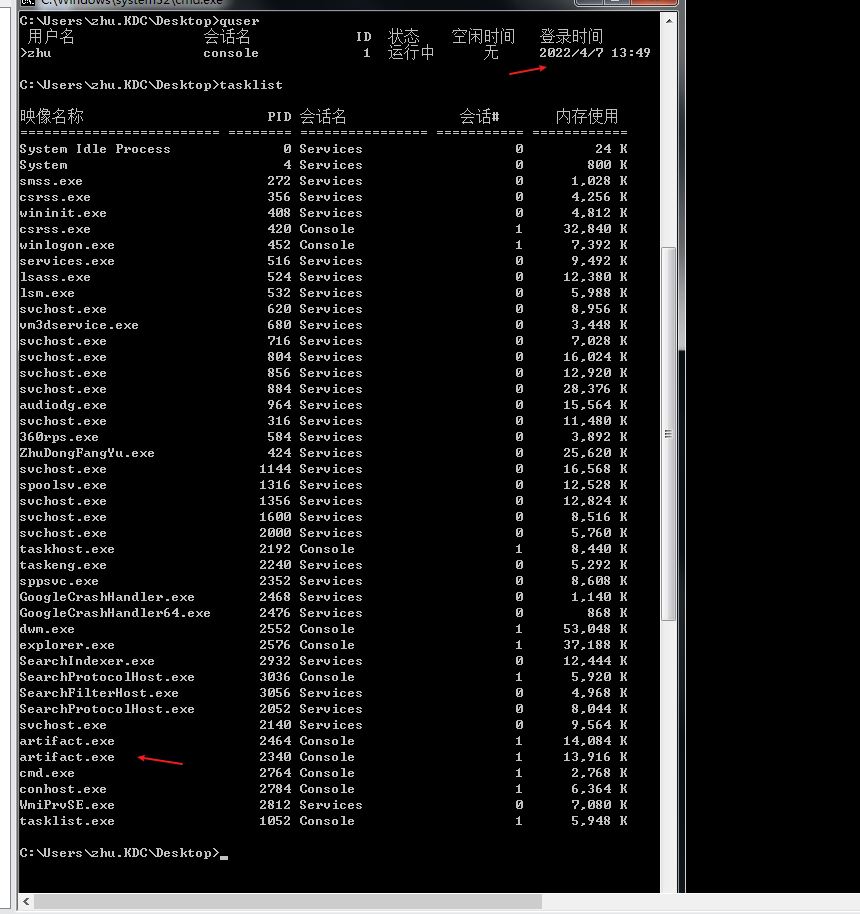 C:\Windows\system32\cmd.exe
C:\Users\zhu.KDC\Desktop>quser
用户名 会话名 ID 状态 空闲时间 登录时间
>zhu console 1 运行中 无 2022/4/7 13:49
C:\Users\zhu.KDC\Desktop>tasklist
映像名称 PID 会话名 会话# 内存使用
========================= ======== ================ =========== ============
System Idle Process 0 Services 0 24 K
System 4 Services 0 800 K
smss.exe 272 Services 0 1,028 K
csrss.exe 356 Services 0 4,256 K
wininit.exe 408 Services 0 4,812 K
csrss.exe 420 Console 1 32,840 K
winlogon.exe 452 Console 1 7,392 K
services.exe 516 Services 0 9,492 K
lsass.exe 524 Services 0 12,380 K
lsm.exe 532 Services 0 5,988 K
svchost.exe 620 Services 0 8,956 K
vm3dservice.exe 680 Services 0 3,448 K
svchost.exe 716 Services 0 7,028 K
svchost.exe 804 Services 0 16,024 K
svchost.exe 856 Services 0 12,920 K
svchost.exe 884 Services 0 28,376 K
audiodg.exe 964 Services 0 15,564 K
svchost.exe 316 Services 0 11,480 K
360rps.exe 584 Services 0 3,892 K
ZhuDongFangYu.exe 424 Services 0 25,620 K
svchost.exe 1144 Services 0 16,568 K
spoolsv.exe 1316 Services 0 12,528 K
svchost.exe 1356 Services 0 12,824 K
svchost.exe 1600 Services 0 8,516 K
svchost.exe 2000 Services 0 5,760 K
taskhost.exe 2192 Console 1 8,440 K
taskeng.exe 2240 Services 0 5,292 K
sppsvc.exe 2352 Services 0 8,608 K
GoogleCrashHandler.exe 2468 Services 0 1,140 K
GoogleCrashHandler64.exe 2476 Services 0 868 K
dwm.exe 2552 Console 1 53,048 K
explorer.exe 2576 Console 1 37,188 K
SearchIndexer.exe 2932 Services 0 12,444 K
SearchProtocolHost.exe 3036 Console 1 5,920 K
SearchFilterHost.exe 3056 Services 0 4,968 K
SearchProtocolHost.exe 2052 Services 0 8,044 K
svchost.exe 2140 Services 0 9,564 K
artifact.exe 2464 Console 1 14,084 K
artifact.exe 2340 Console 1 13,916 K
cmd.exe 2764 Console 1 2,768 K
conhost.exe 2784 Console 1 6,364 K
WmiPrvSE.exe 2812 Services 0 7,080 K
tasklist.exe 1052 Console 1 5,948 K
C:\Users\zhu.KDC\Desktop>_